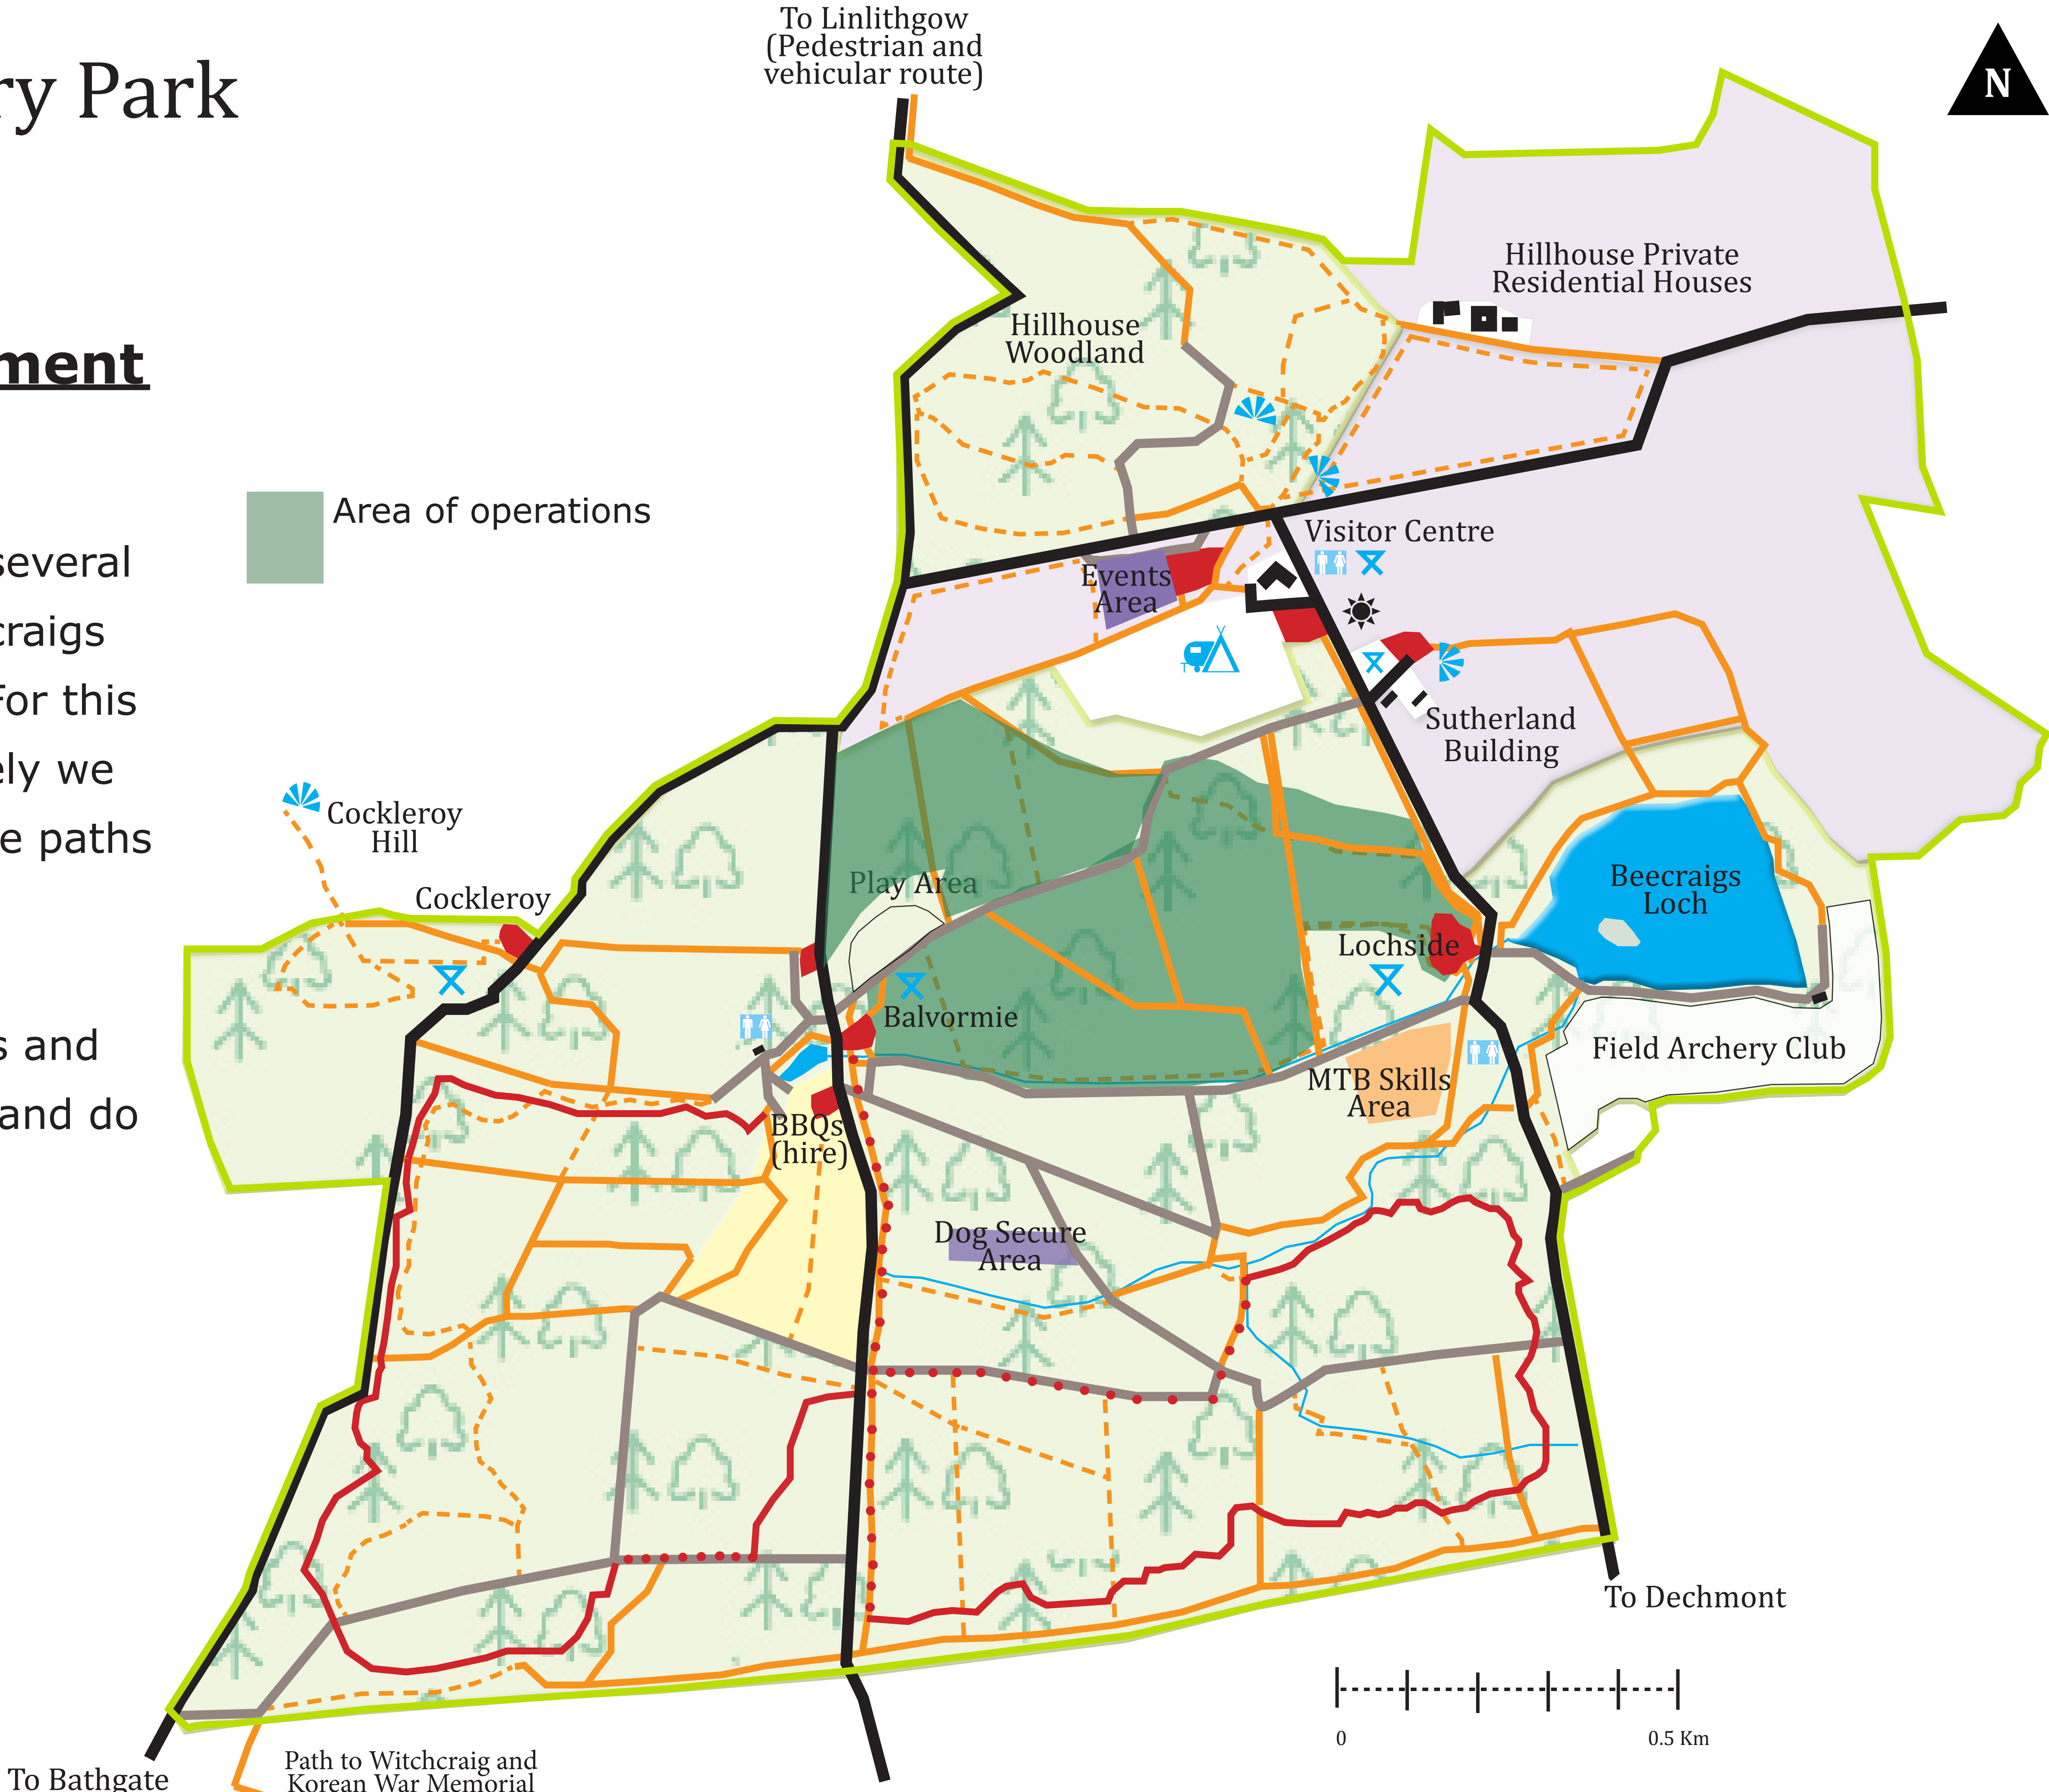 To Linlithgow
(Pedestrian and
vehicular route)
N
ry Park
Hillhouse Private
Residential Houses
Hillhouse
Woodland
ment
Area of operations
several
craigs
For this
ely we
e paths
s and
and do
Visitor Centre
Events
Area
Sutherland
Building
Cockleroy
Hill
Cockleroy
Play Area
Beecraigs
Loch
Lochside
Balvormie
Field Archery Club
MTB Skills
Area
BBQs
(hire)
Dog Secure
Area
To Dechmont
0
0.5 Km
Path to Witchcraig and
Korean War Memorial
To Bathgate